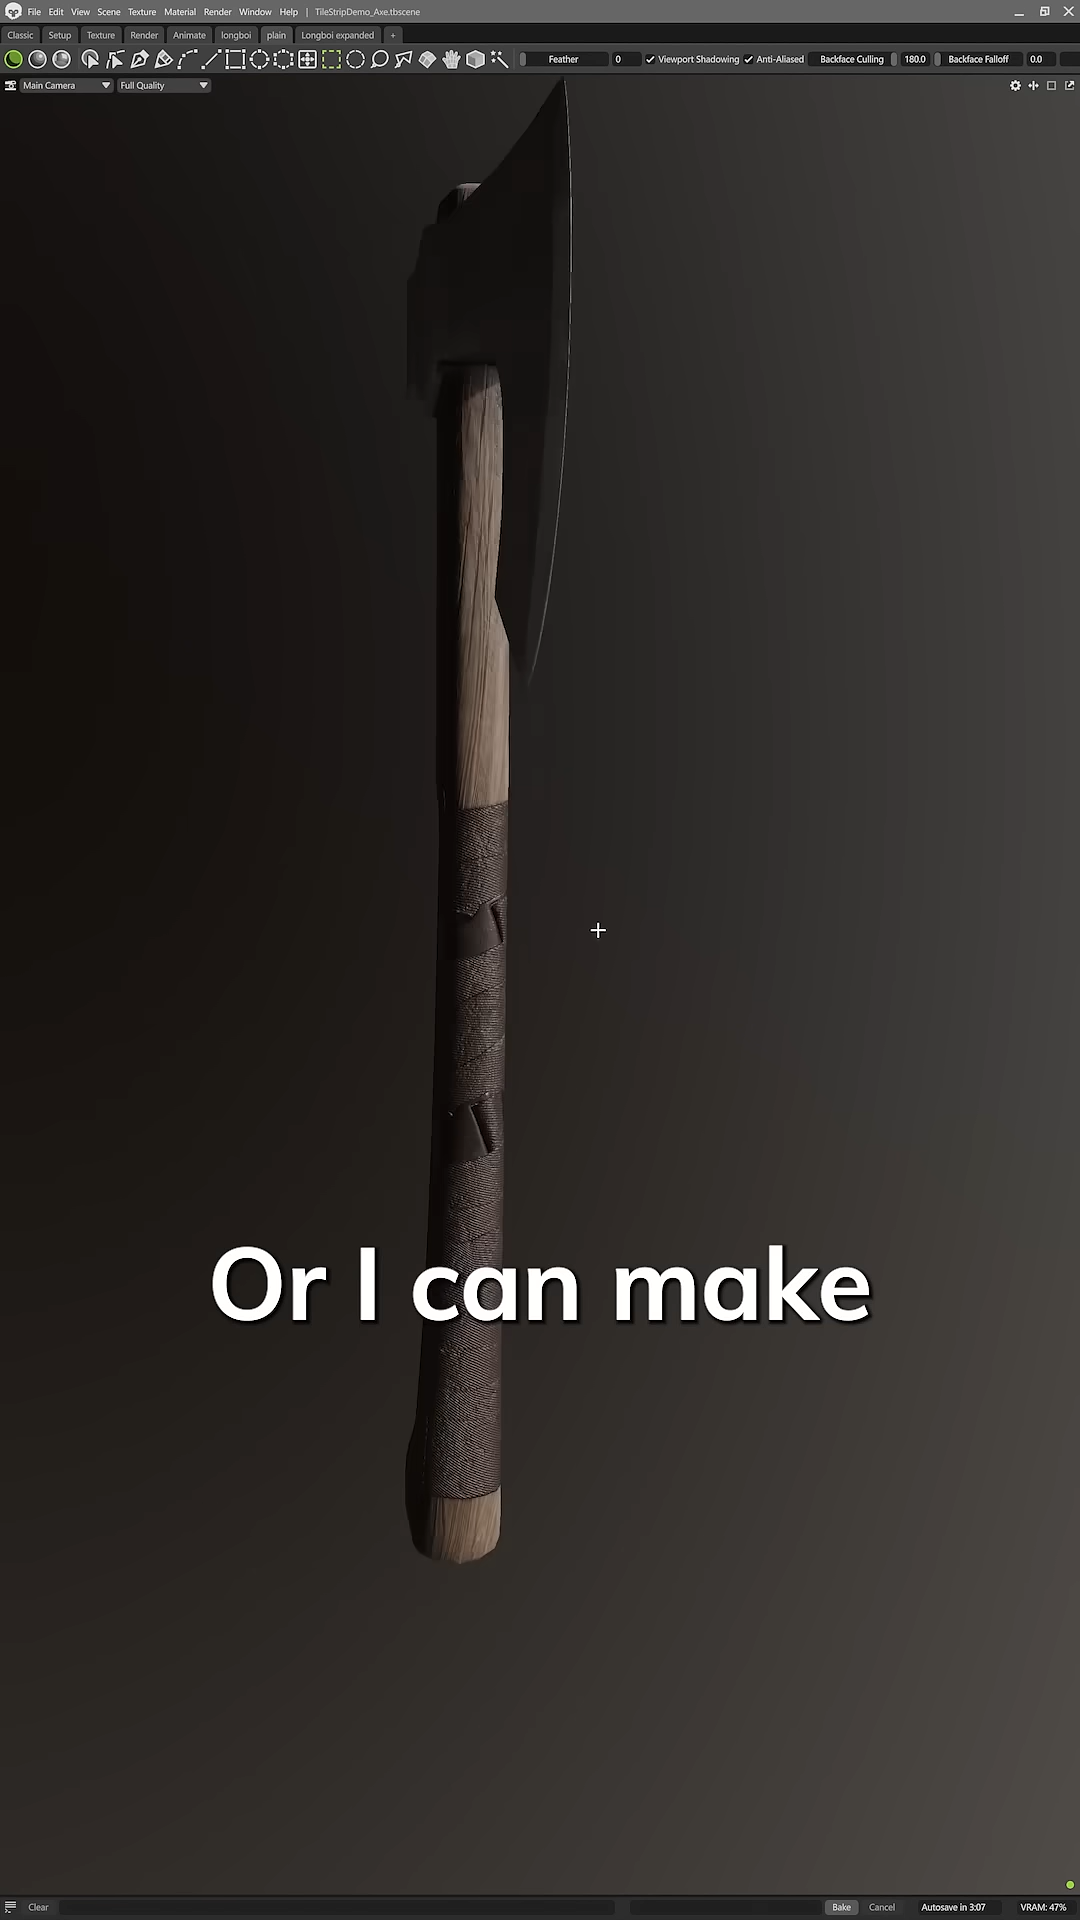 File Edit View Scene Texture Material Render Window Help | TileStripDemo_Axe.tbscene
Classic Setup Texture Render Animate longboi plain Longboi expanded +
Feather 0 Viewport Shadowing Anti-Aliased Backface Culling 180.0 Backface Falloff 0.0
Main Camera Full Quality
Or I can make
Clear Bake Cancel Autosave in 3:07 VRAM: 47%